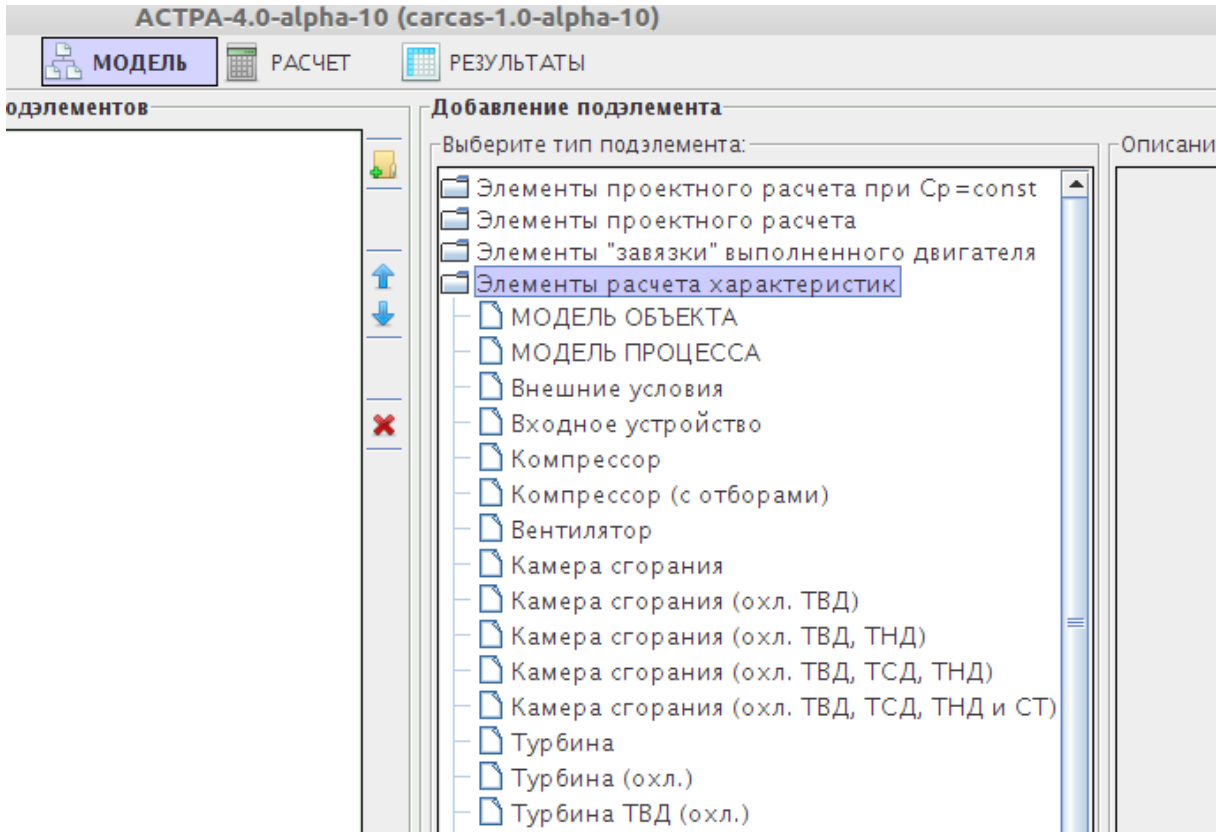 АСТРА-4.0-alpha-10 (carcas-1.0-alpha-10)
МОДЕЛЬ РАСЧЕТ РЕЗУЛЬТАТЫ
одэлементов
Добавление подэлемента
Выберите тип подэлемента:
Описани
Элементы проектного расчета при Cp=const
Элементы проектного расчета
Элементы "завязки" выполненного двигателя
Элементы расчета характеристик
МОДЕЛЬ ОБЪЕКТА
МОДЕЛЬ ПРОЦЕССА
Внешние условия
Входное устройство
Компрессор
Компрессор (с отборами)
Вентилятор
Камера сгорания
Камера сгорания (охл. ТВД)
Камера сгорания (охл. ТВД, ТНД)
Камера сгорания (охл. ТВД, ТСД, ТНД)
Камера сгорания (охл. ТВД, ТСД, ТНД и СТ)
Турбина
Турбина (охл.)
Турбина ТВД (охл.)